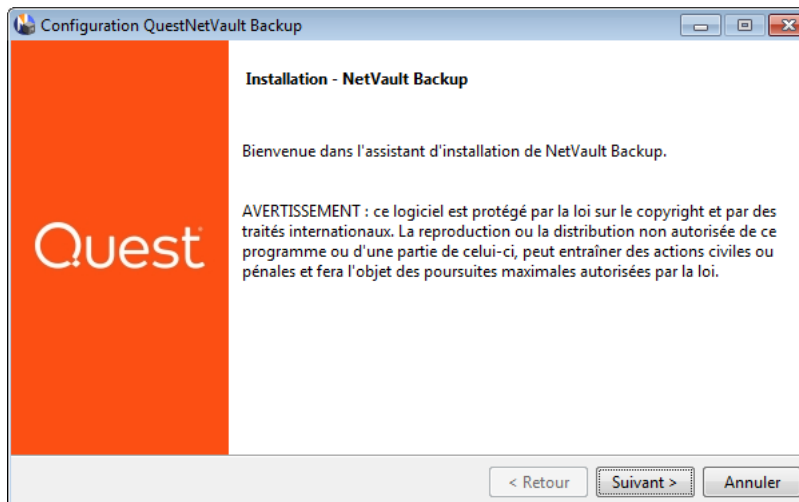 Configuration QuestNetVault Backup
Installation - NetVault Backup
Bienvenue dans l'assistant d'installation de NetVault Backup.
AVERTISSEMENT : ce logiciel est protégé par la loi sur le copyright et par des
traités internationaux. La reproduction ou la distribution non autorisée de ce
programme ou d'une partie de celui-ci, peut entraîner des actions civiles ou
pénales et fera l'objet des poursuites maximales autorisées par la loi.
Quest
< Retour
Suivant >
Annuler